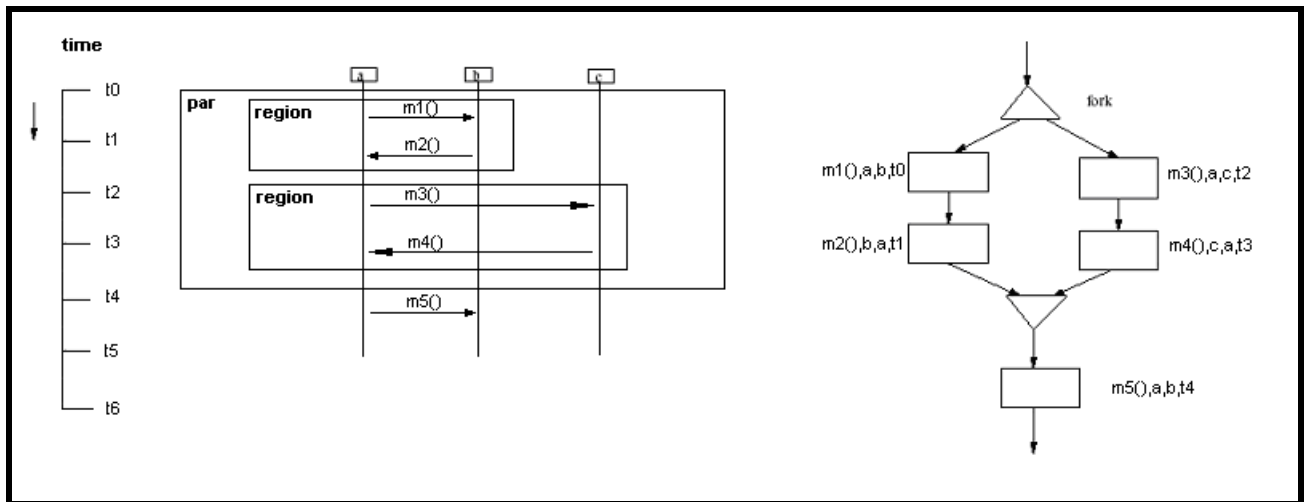 time
t0
t1
t2
t3
t4
t5
t6
a
b
c
par
region
m1()
m2()
region
m3()
m4()
m5()
fork
m1(),a,b,t0
m3(),a,c,t2
m2(),b,a,t1
m4(),c,a,t3
m5(),a,b,t4